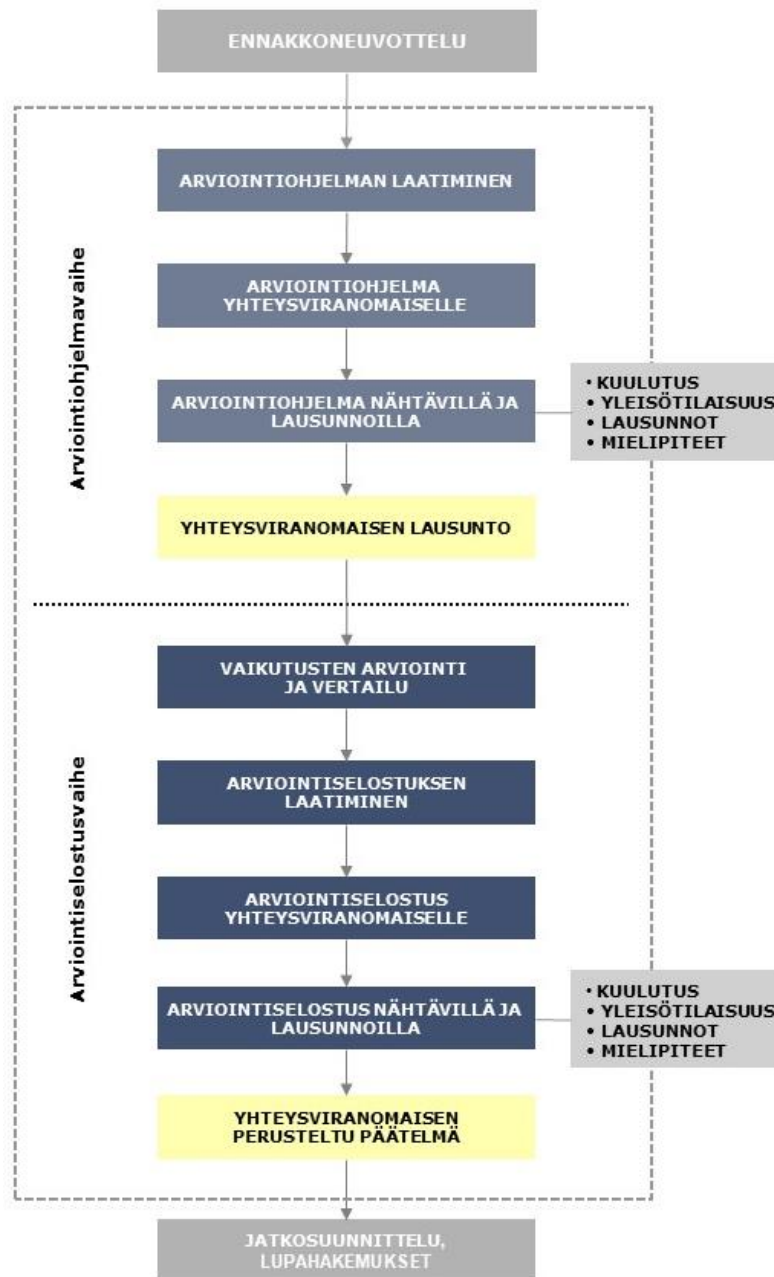 ENNAKKONEUVOTTELU
Arviointiohjelmavaihe
ARVIOINTIOHJELMAN LAATIMINEN
ARVIOINTIOHJELMA
YHTEYSVIRANOMAISELLE
ARVIOINTIOHJELMA NÄHTÄVILLÄ JA
LAUSUNNOILLA
• KUULUTUS
• YLEISÖTILAISUUS
• LAUSUNNOT
• MIELIPITEET
YHTEYSVIRANOMAISEN LAUSUNTO
Arviointiselostusvaihe
VAIKUTUSTEN ARVIOINTI
JA VERTAILU
ARVIOINTISELOSTUKSEN
LAATIMINEN
ARVIOINTISELOSTUS
YHTEYSVIRANOMAISELLE
ARVIOINTISELOSTUS NÄHTÄVILLÄ JA
LAUSUNNOILLA
• KUULUTUS
• YLEISÖTILAISUUS
• LAUSUNNOT
• MIELIPITEET
YHTEYSVIRANOMAISEN
PERUSTELTU PÄÄTELMÄ
JATKOSUUNNITTELU,
LUPAHAKEMUKSET